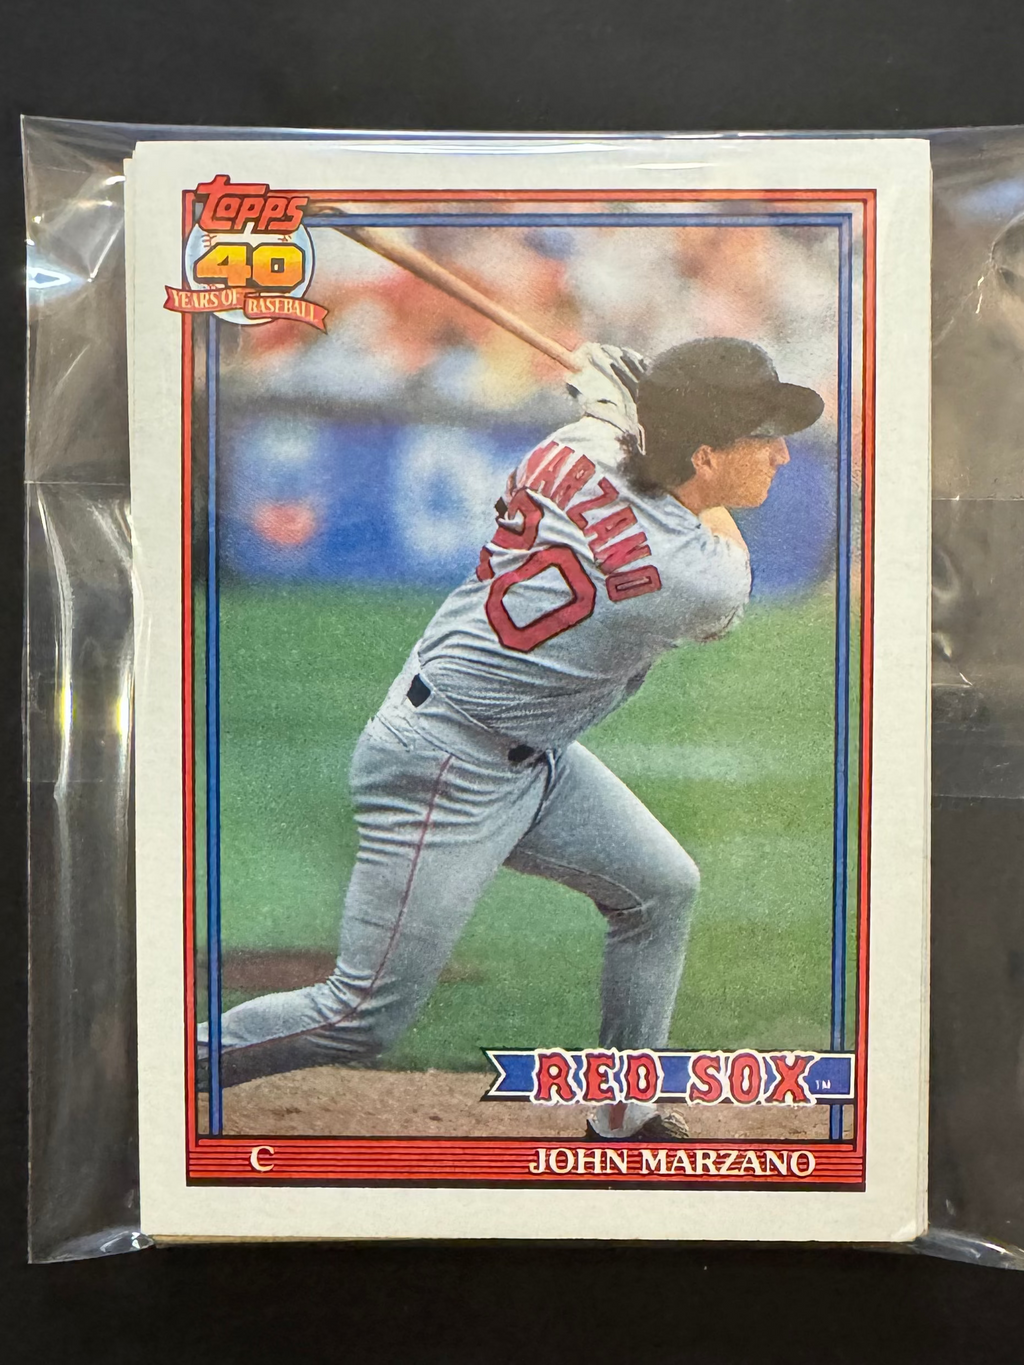 topps
40
YEARS OF BASEBALL
MARZANO
20
RED SOX TM
C
JOHN MARZANO